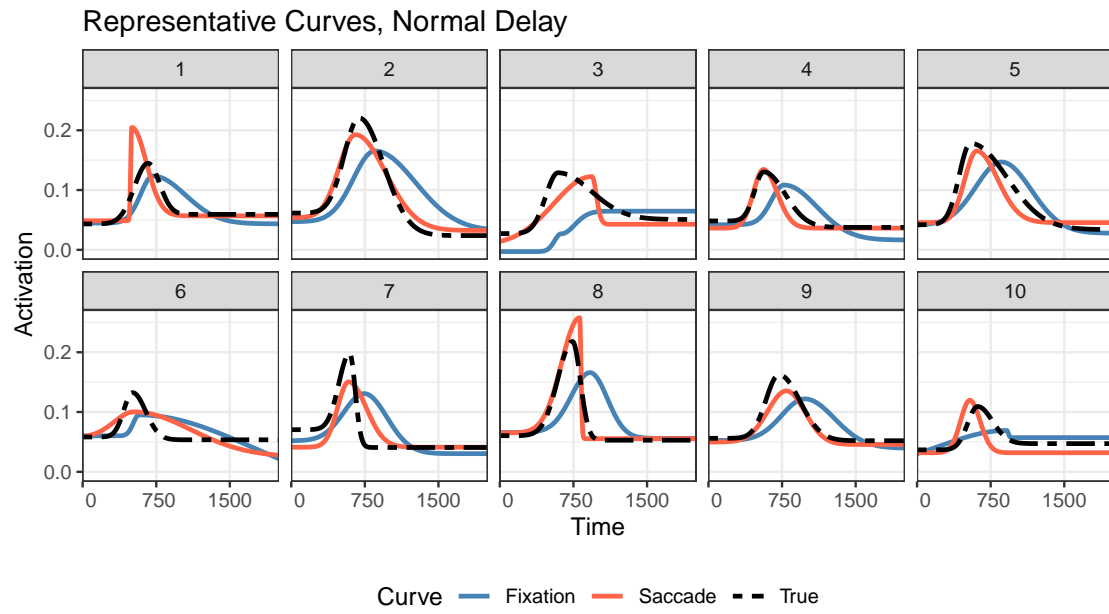 Representative Curves, Normal Delay
1 2 3 4 5
0.2
0.1
0.0
6 7 8 9 10
0.2
0.1
0.0
Activation
0 750 1500 0 750 1500 0 750 1500 0 750 1500 0 750 1500
Time
Curve Fixation Saccade True